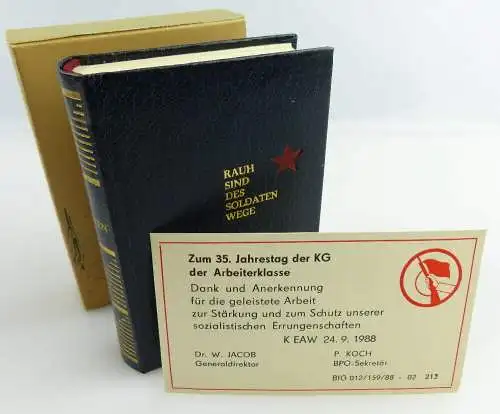 RAUH
SIND
DES
SOLDATEN
WEGE
Zum 35. Jahrestag der KG
der Arbeiterklasse
Dank und Anerkennung
für die geleistete Arbeit
zur Stärkung und zum Schutz unserer
sozialistischen Errungenschaften
K EAW 24. 9. 1988
Dr. W. JACOB P. KOCH
Generaldirektor BPO-Sekretär
BIO 012/159/88 - 02 213